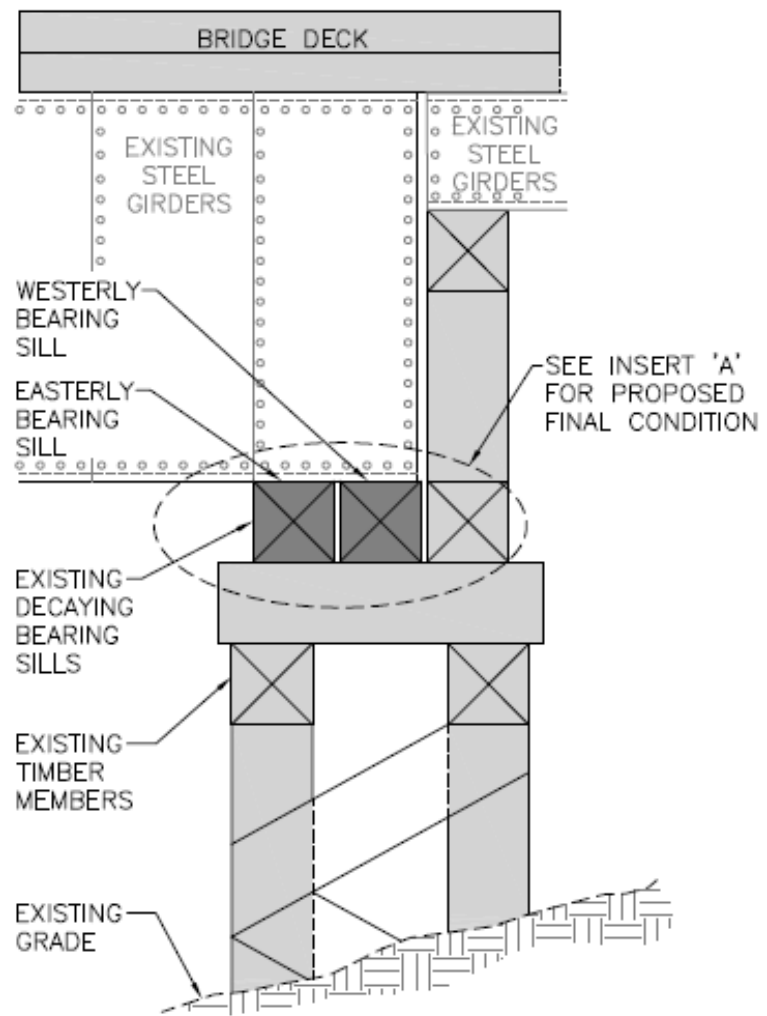 BRIDGE DECK
EXISTING
STEEL
GIRDERS
EXISTING
STEEL
GIRDERS
WESTERLY
BEARING
SILL
EASTERLY
BEARING
SILL
SEE INSERT 'A'
FOR PROPOSED
FINAL CONDITION
EXISTING
DECAYING
BEARING
SILLS
EXISTING
TIMBER
MEMBERS
EXISTING
GRADE